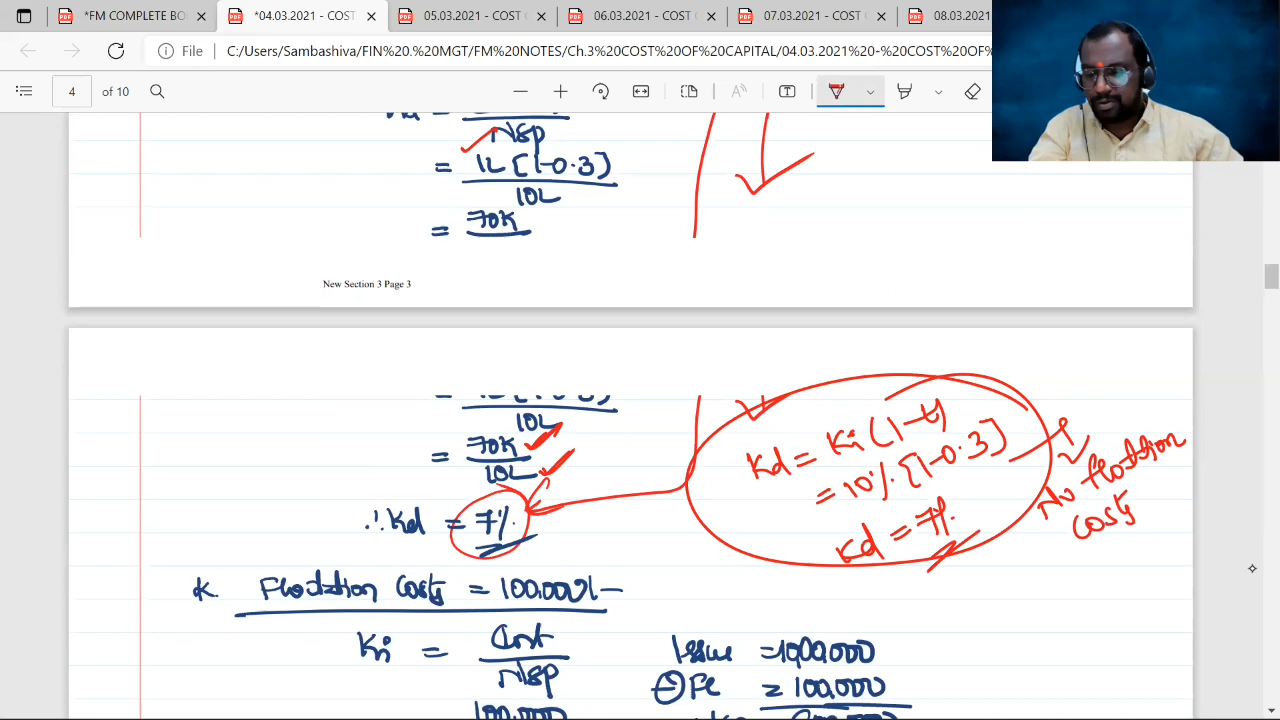 *FM COMPLETE BO
*04.03.2021 - COST
05.03.2021 - COST
06.03.2021 - COST
07.03.2021 - COST
08.03.2021 - COST
File
C:/Users/Sambashiva/FIN%20.%20MGT/FM%20NOTES/Ch.3%20COST%20OF%20CAPITAL/04.03.2021%20-%20COST%20OF%
4 of 10
NSP
= 1L [1-0.3]
10L
= 70K
New Section 3 Page 3
10L
= 70K
10L
∴ Kd = 7%
Kd = Ki (1-t)
= 10% [1-0.3]
Kd = 7%
No flotation
costs
Flotation Costs = 100,000/-
Ki = Cost
NSP
100,000
Issue = 1000,000
⊖ FC = 100,000